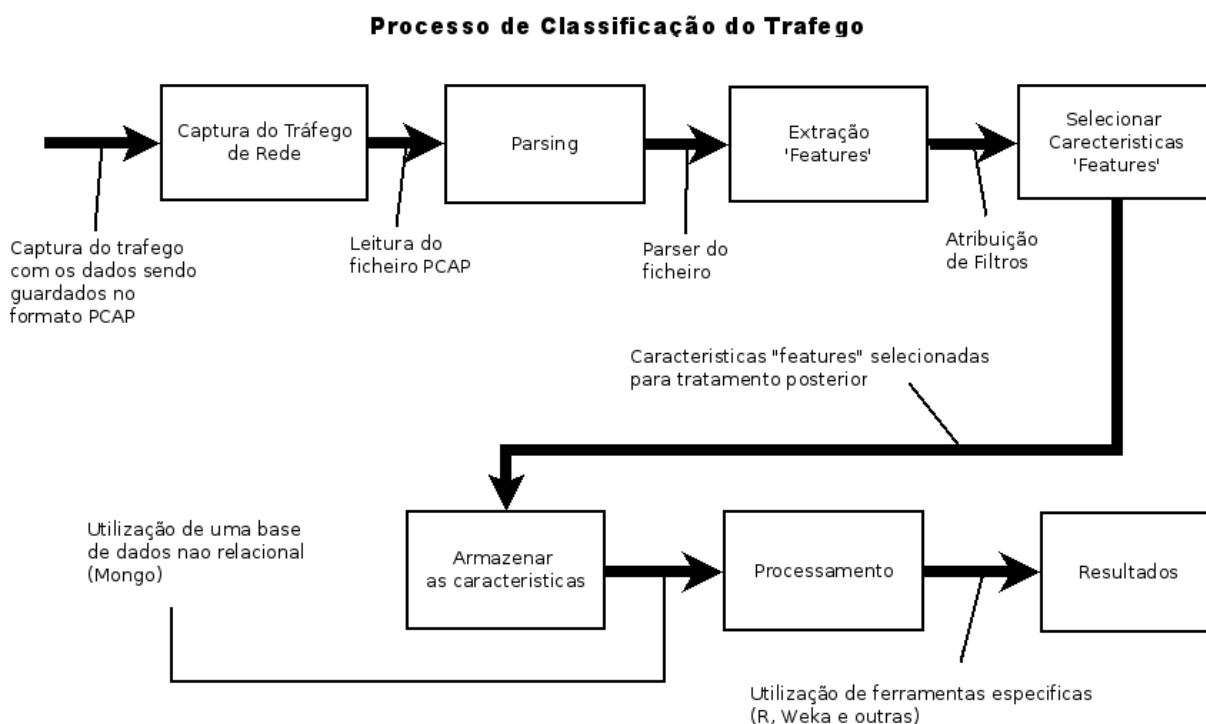 Processo de Classificação do Trafego
Captura do Tráfego
de Rede
Parsing
Extração
'Features'
Selecionar
Carecteristicas
'Features'
Captura do trafego
com os dados sendo
guardados no
formato PCAP
Leitura do
ficheiro PCAP
Parser do
ficheiro
Atribuição
de Filtros
Caracteristicas "features" selecionadas
para tratamento posterior
Utilização de uma base
de dados nao relacional
(Mongo)
Armazenar
as caracteristicas
Processamento
Resultados
Utilização de ferramentas especificas
(R, Weka e outras)